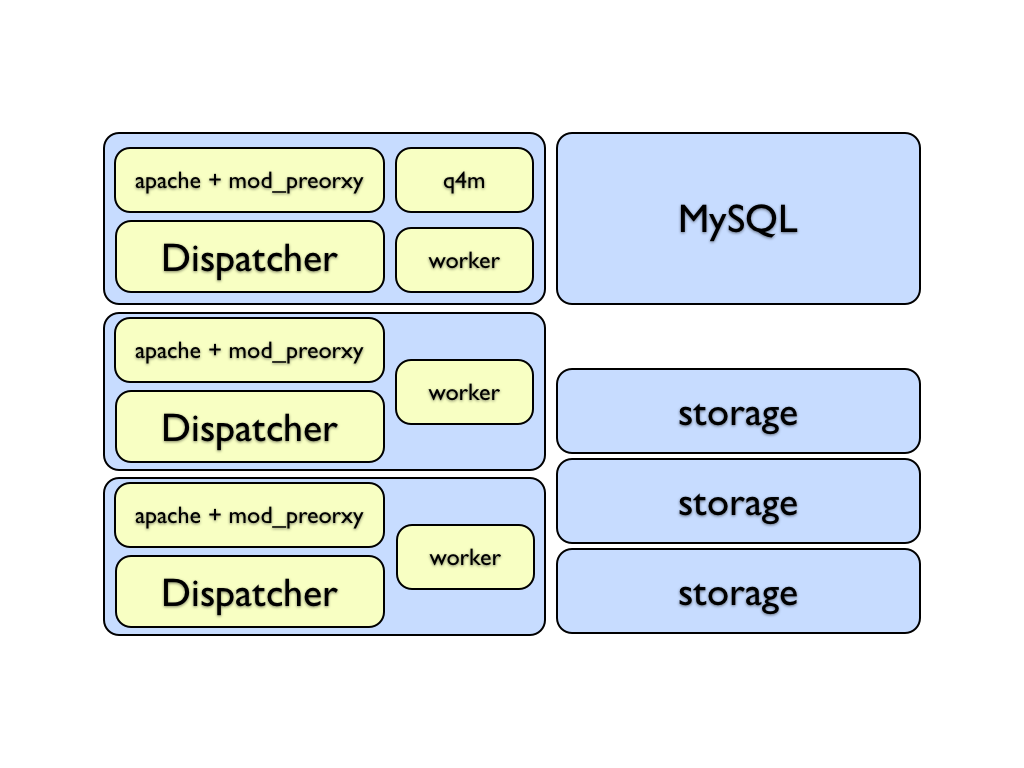 apache + mod_preorxy
q4m
Dispatcher
worker
MySQL
apache + mod_preorxy
worker
Dispatcher
apache + mod_preorxy
worker
Dispatcher
storage
storage
storage